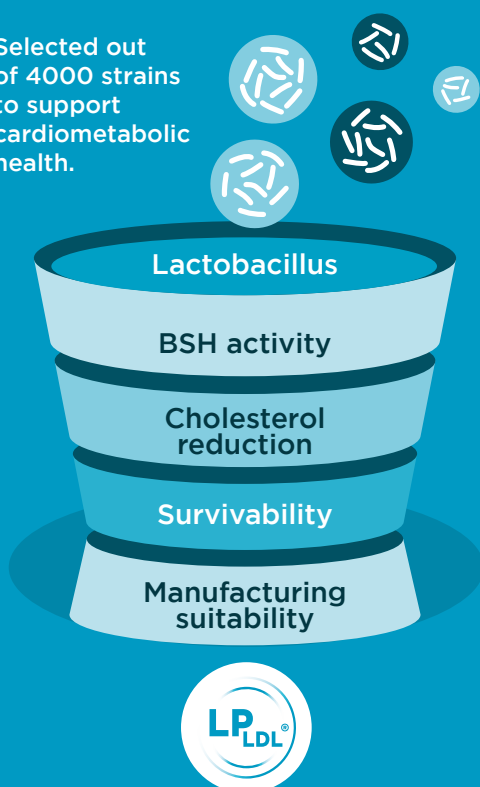 Selected out
of 4000 strains
to support
cardiometabolic
health.
Lactobacillus
BSH activity
Cholesterol
reduction
Survivability
Manufacturing
suitability
LP
LDL®